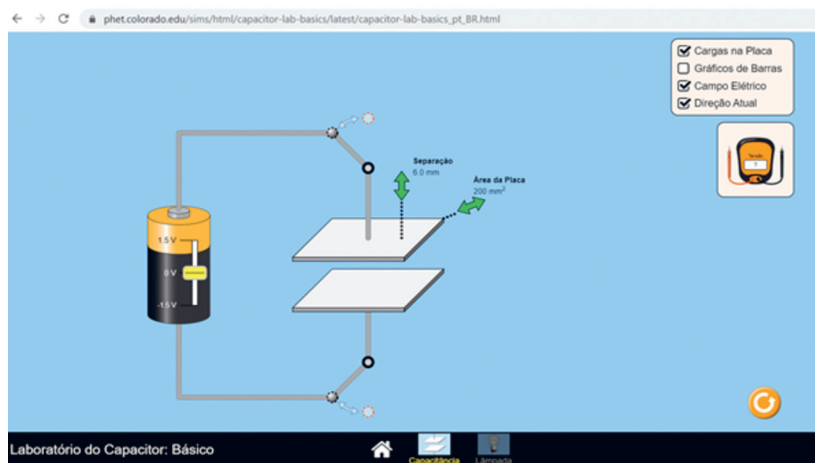 phet.colorado.edu/sims/html/capacitor-lab-basics/latest/capacitor-lab-basics_pt_BR.html
Cargas na Placa
Gráficos de Barras
Campo Elétrico
Direção Atual
Separação
6.0 mm
Área da Placa
200 mm²
1.5 V
0 V
-1.5 V
Laboratório do Capacitor: Básico
Capacitância
Lâmpada